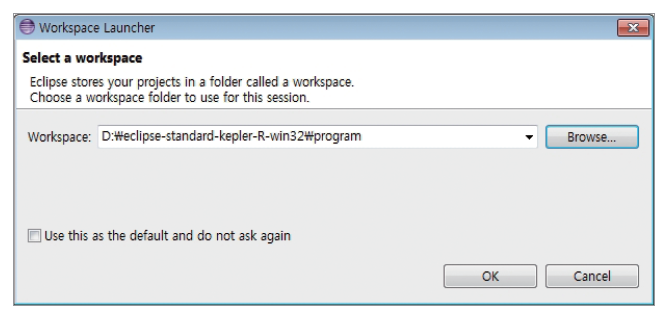 Workspace Launcher
Select a workspace
Eclipse stores your projects in a folder called a workspace.
Choose a workspace folder to use for this session.
Workspace: D:₩eclipse-standard-kepler-R-win32₩program Browse...
Use this as the default and do not ask again
OK Cancel